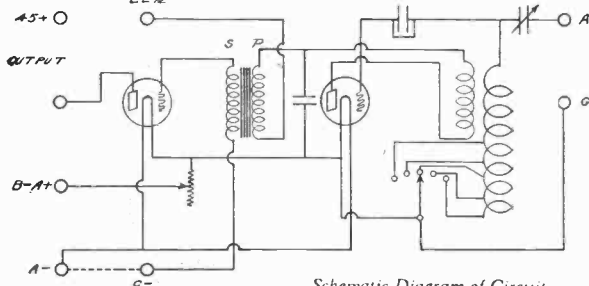 45+
OUTPUT
S P
A
G
B-A+
A-
Schematic Diagram of Circuit